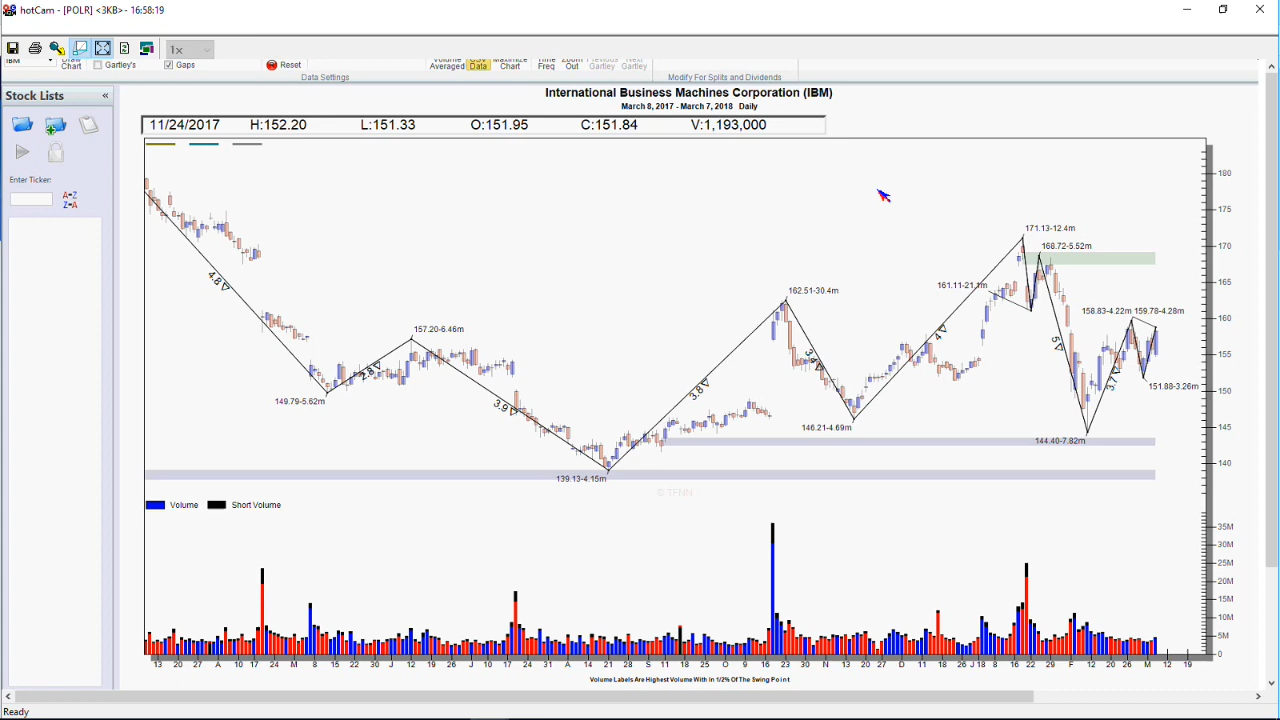 hotCam - [POLR] <3KB> - 16:58:19
1x
IBM Draw Chart Gartley's Gaps Reset Volume Averaged CSV Data Maximize Chart Time Freq Zoom Out Previous Gartley Next Gartley
Data Settings Modify For Splits and Dividends
Stock Lists «
Enter Ticker:
A-Z
Z-A
International Business Machines Corporation (IBM)
March 8, 2017 - March 7, 2018 Daily
11/24/2017 H:152.20 L:151.33 O:151.95 C:151.84 V:1,193,000
180
175
171.13-12.4m
170
168.72-5.52m
165
4.8
161.11-21.1m
162.51-30.4m
160
158.83-4.22m 159.78-4.28m
157.20-6.46m
4
5
155
3.4
2.8
3.7
151.88-3.26m
3.8
150
149.79-5.62m
3.9
146.21-4.69m
145
144.40-7.82m
140
139.13-4.15m
© TFNN
Volume Short Volume
35M
30M
25M
20M
15M
10M
5M
0
13 20 27 A 10 17 24 M 8 15 22 30 J 12 19 26 J 10 17 24 31 A 14 21 28 S 11 18 25 O 9 16 23 30 N 13 20 27 D 11 18 26 J 18 8 16 22 29 F 12 20 26 M 12 19
Volume Labels Are Highest Volume With In 1/2% Of The Swing Point
Ready